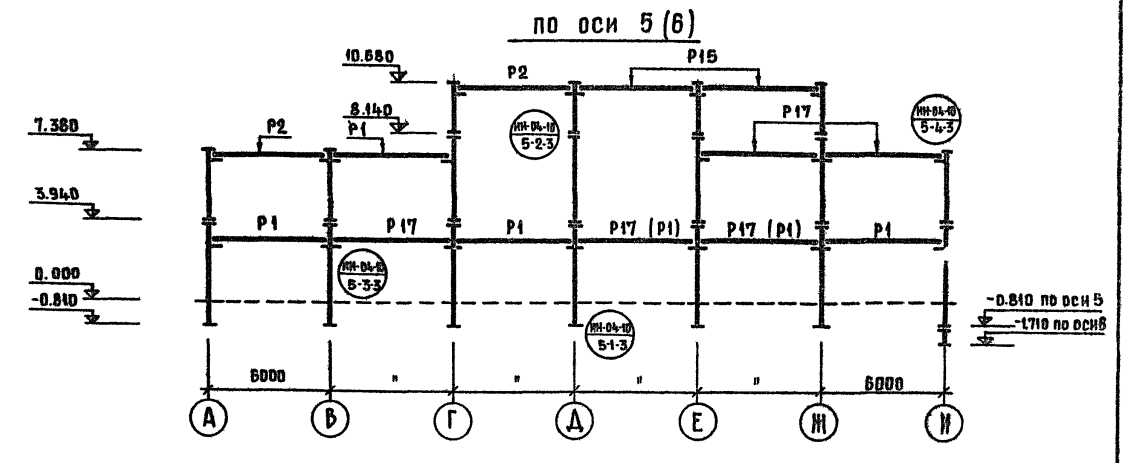 по оси 5(6)
10.680
Р2
Р15
8.140
Р1
ИИ-04-10
5-2-3
Р17
ИИ-04-10
5-4-3
7.380
Р2
3.940
Р1
Р17
Р1
Р17 (Р1)
Р17 (Р1)
Р1
ИИ-04-10
5-3-3
0.000
-0.810
-0.810 по оси 5
-1.710 по оси 6
ИИ-04-10
5-1-3
6000
"
"
"
"
6000
А
В
Г
Д
Е
Ж
И